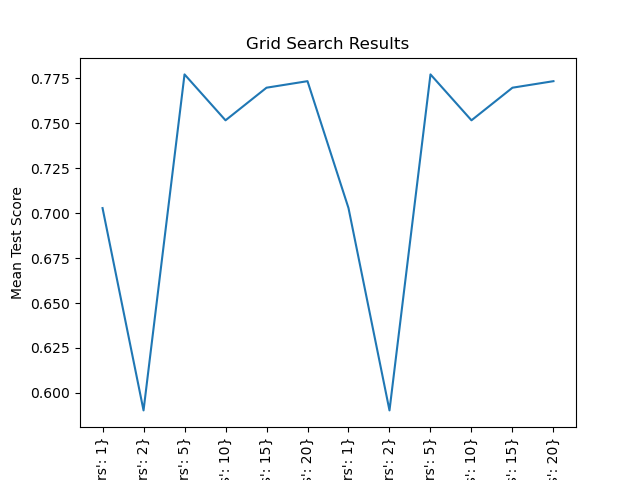 Grid Search Results
Mean Test Score
0.775
0.750
0.725
0.700
0.675
0.650
0.625
0.600
rs': 1}
rs': 2}
rs': 5}
s': 10}
s': 15}
s': 20}
rs': 1}
rs': 2}
rs': 5}
s': 10}
s': 15}
s': 20}